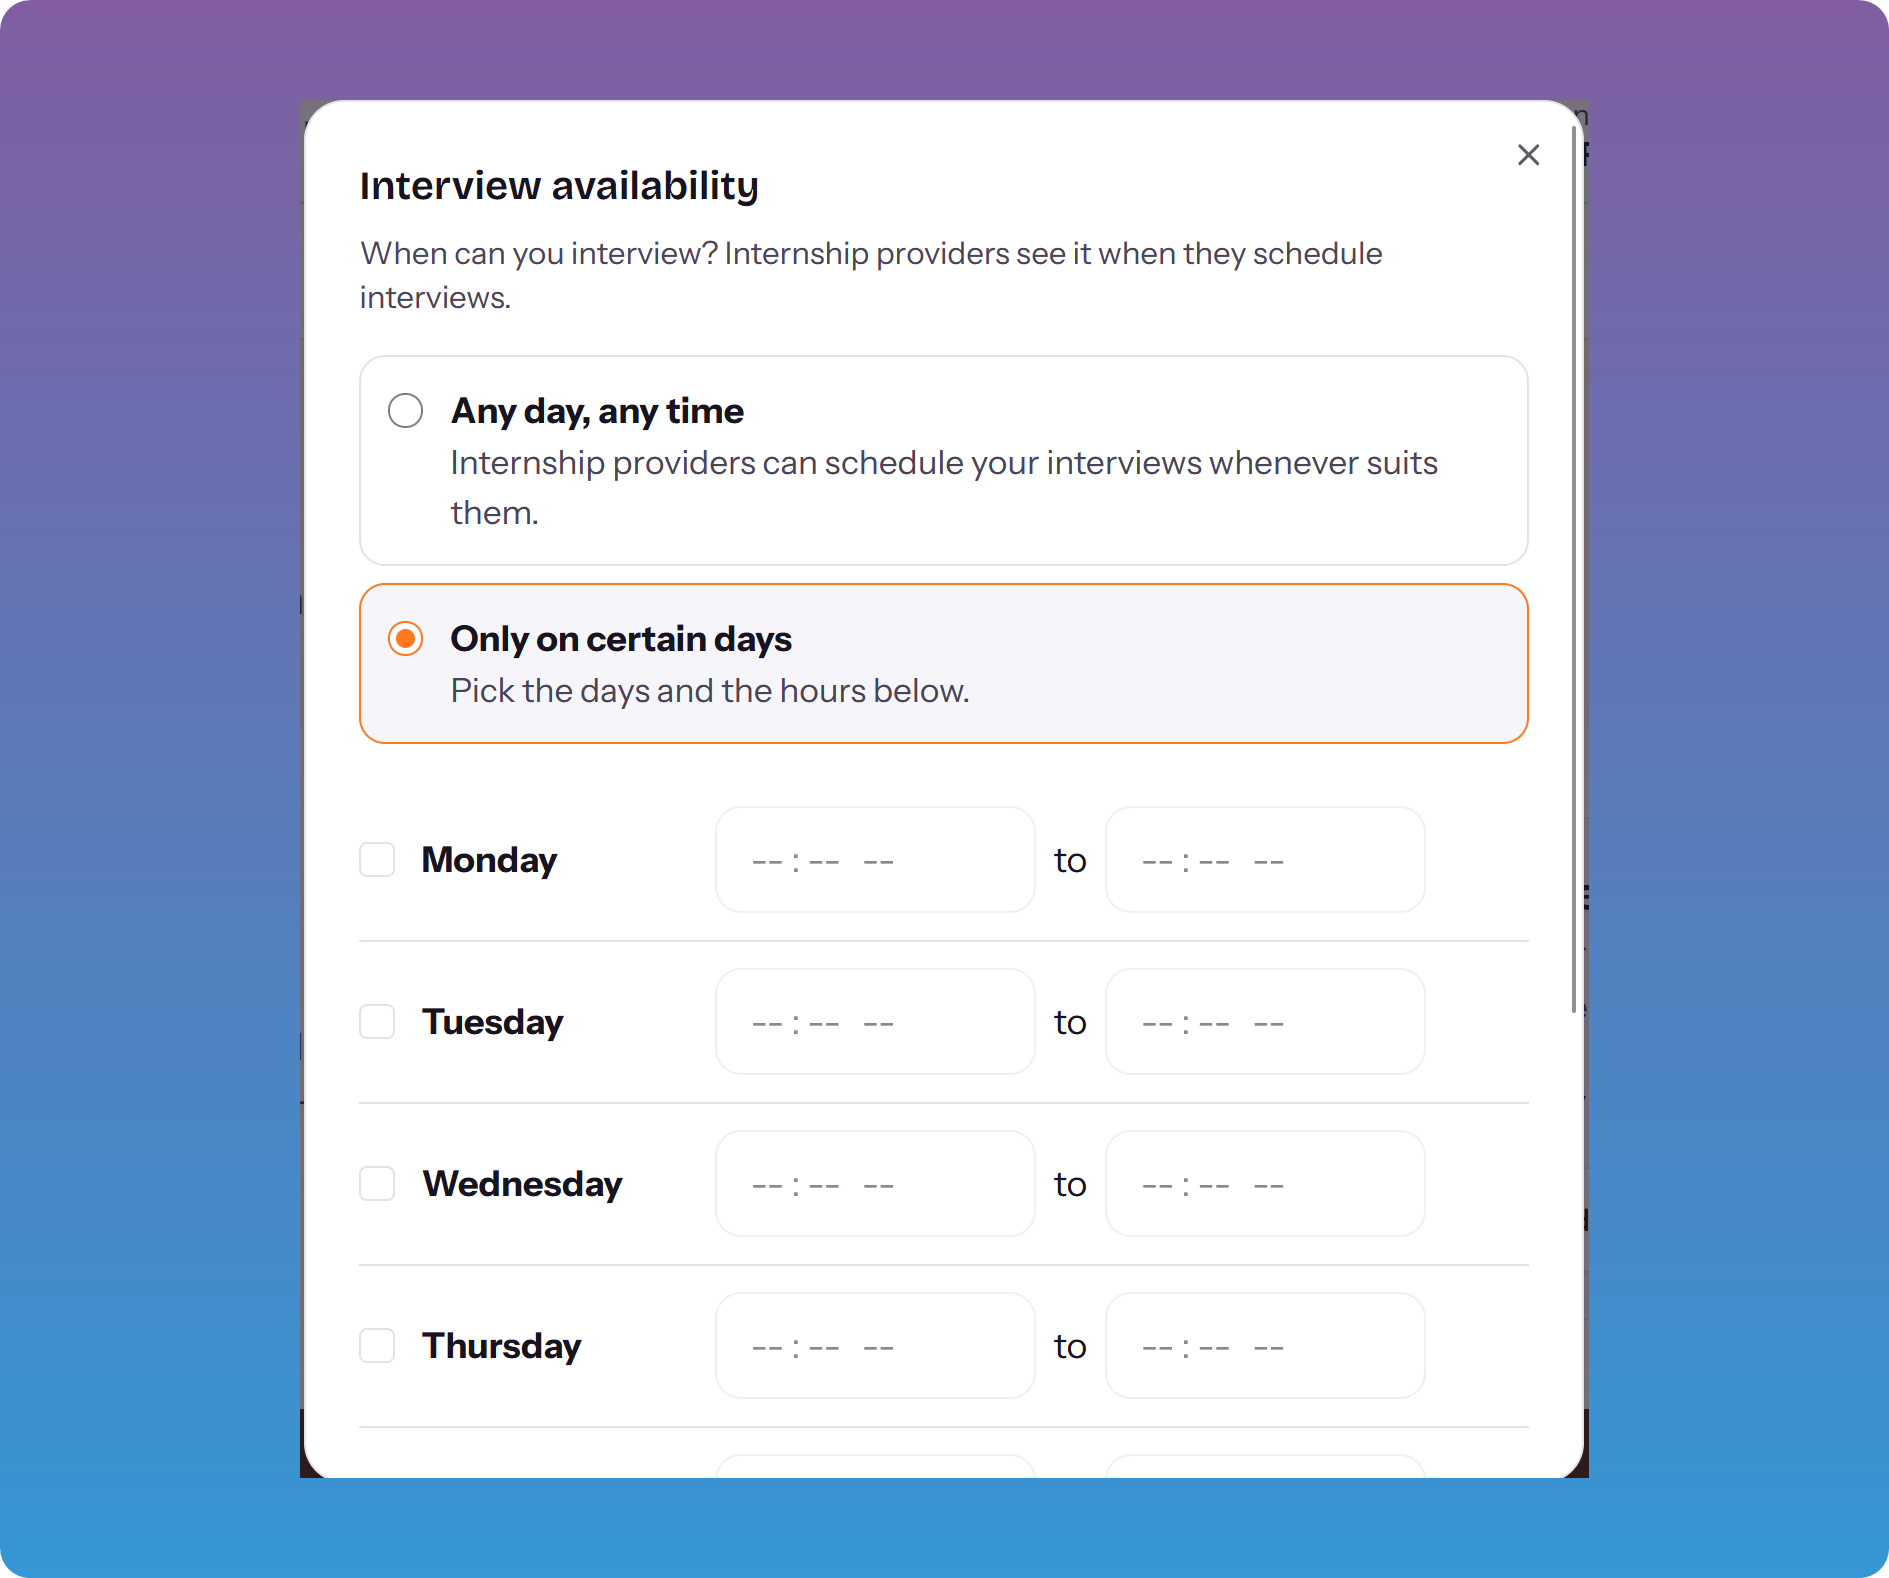 Interview availability
When can you interview? Internship providers see it when they schedule
interviews.
Any day, any time
Internship providers can schedule your interviews whenever suits
them.
Only on certain days
Pick the days and the hours below.
Monday --:-- -- to --:-- --
Tuesday --:-- -- to --:-- --
Wednesday --:-- -- to --:-- --
Thursday --:-- -- to --:-- --